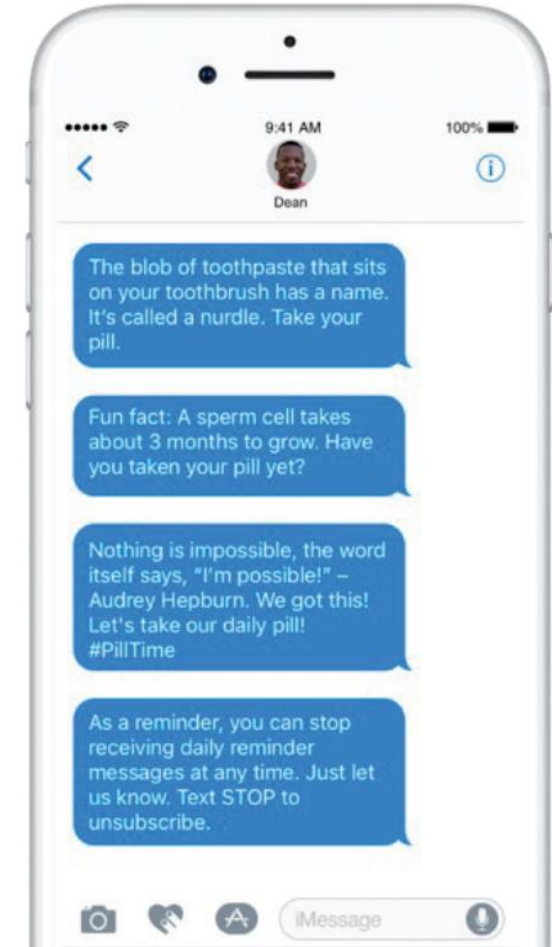 9:41 AM
100%
Dean
The blob of toothpaste that sits
on your toothbrush has a name.
It’s called a nurdle. Take your
pill.
Fun fact: A sperm cell takes
about 3 months to grow. Have
you taken your pill yet?
Nothing is impossible, the word
itself says, “I’m possible!” –
Audrey Hepburn. We got this!
Let's take our daily pill!
#PillTime
As a reminder, you can stop
receiving daily reminder
messages at any time. Just let
us know. Text STOP to
unsubscribe.
iMessage